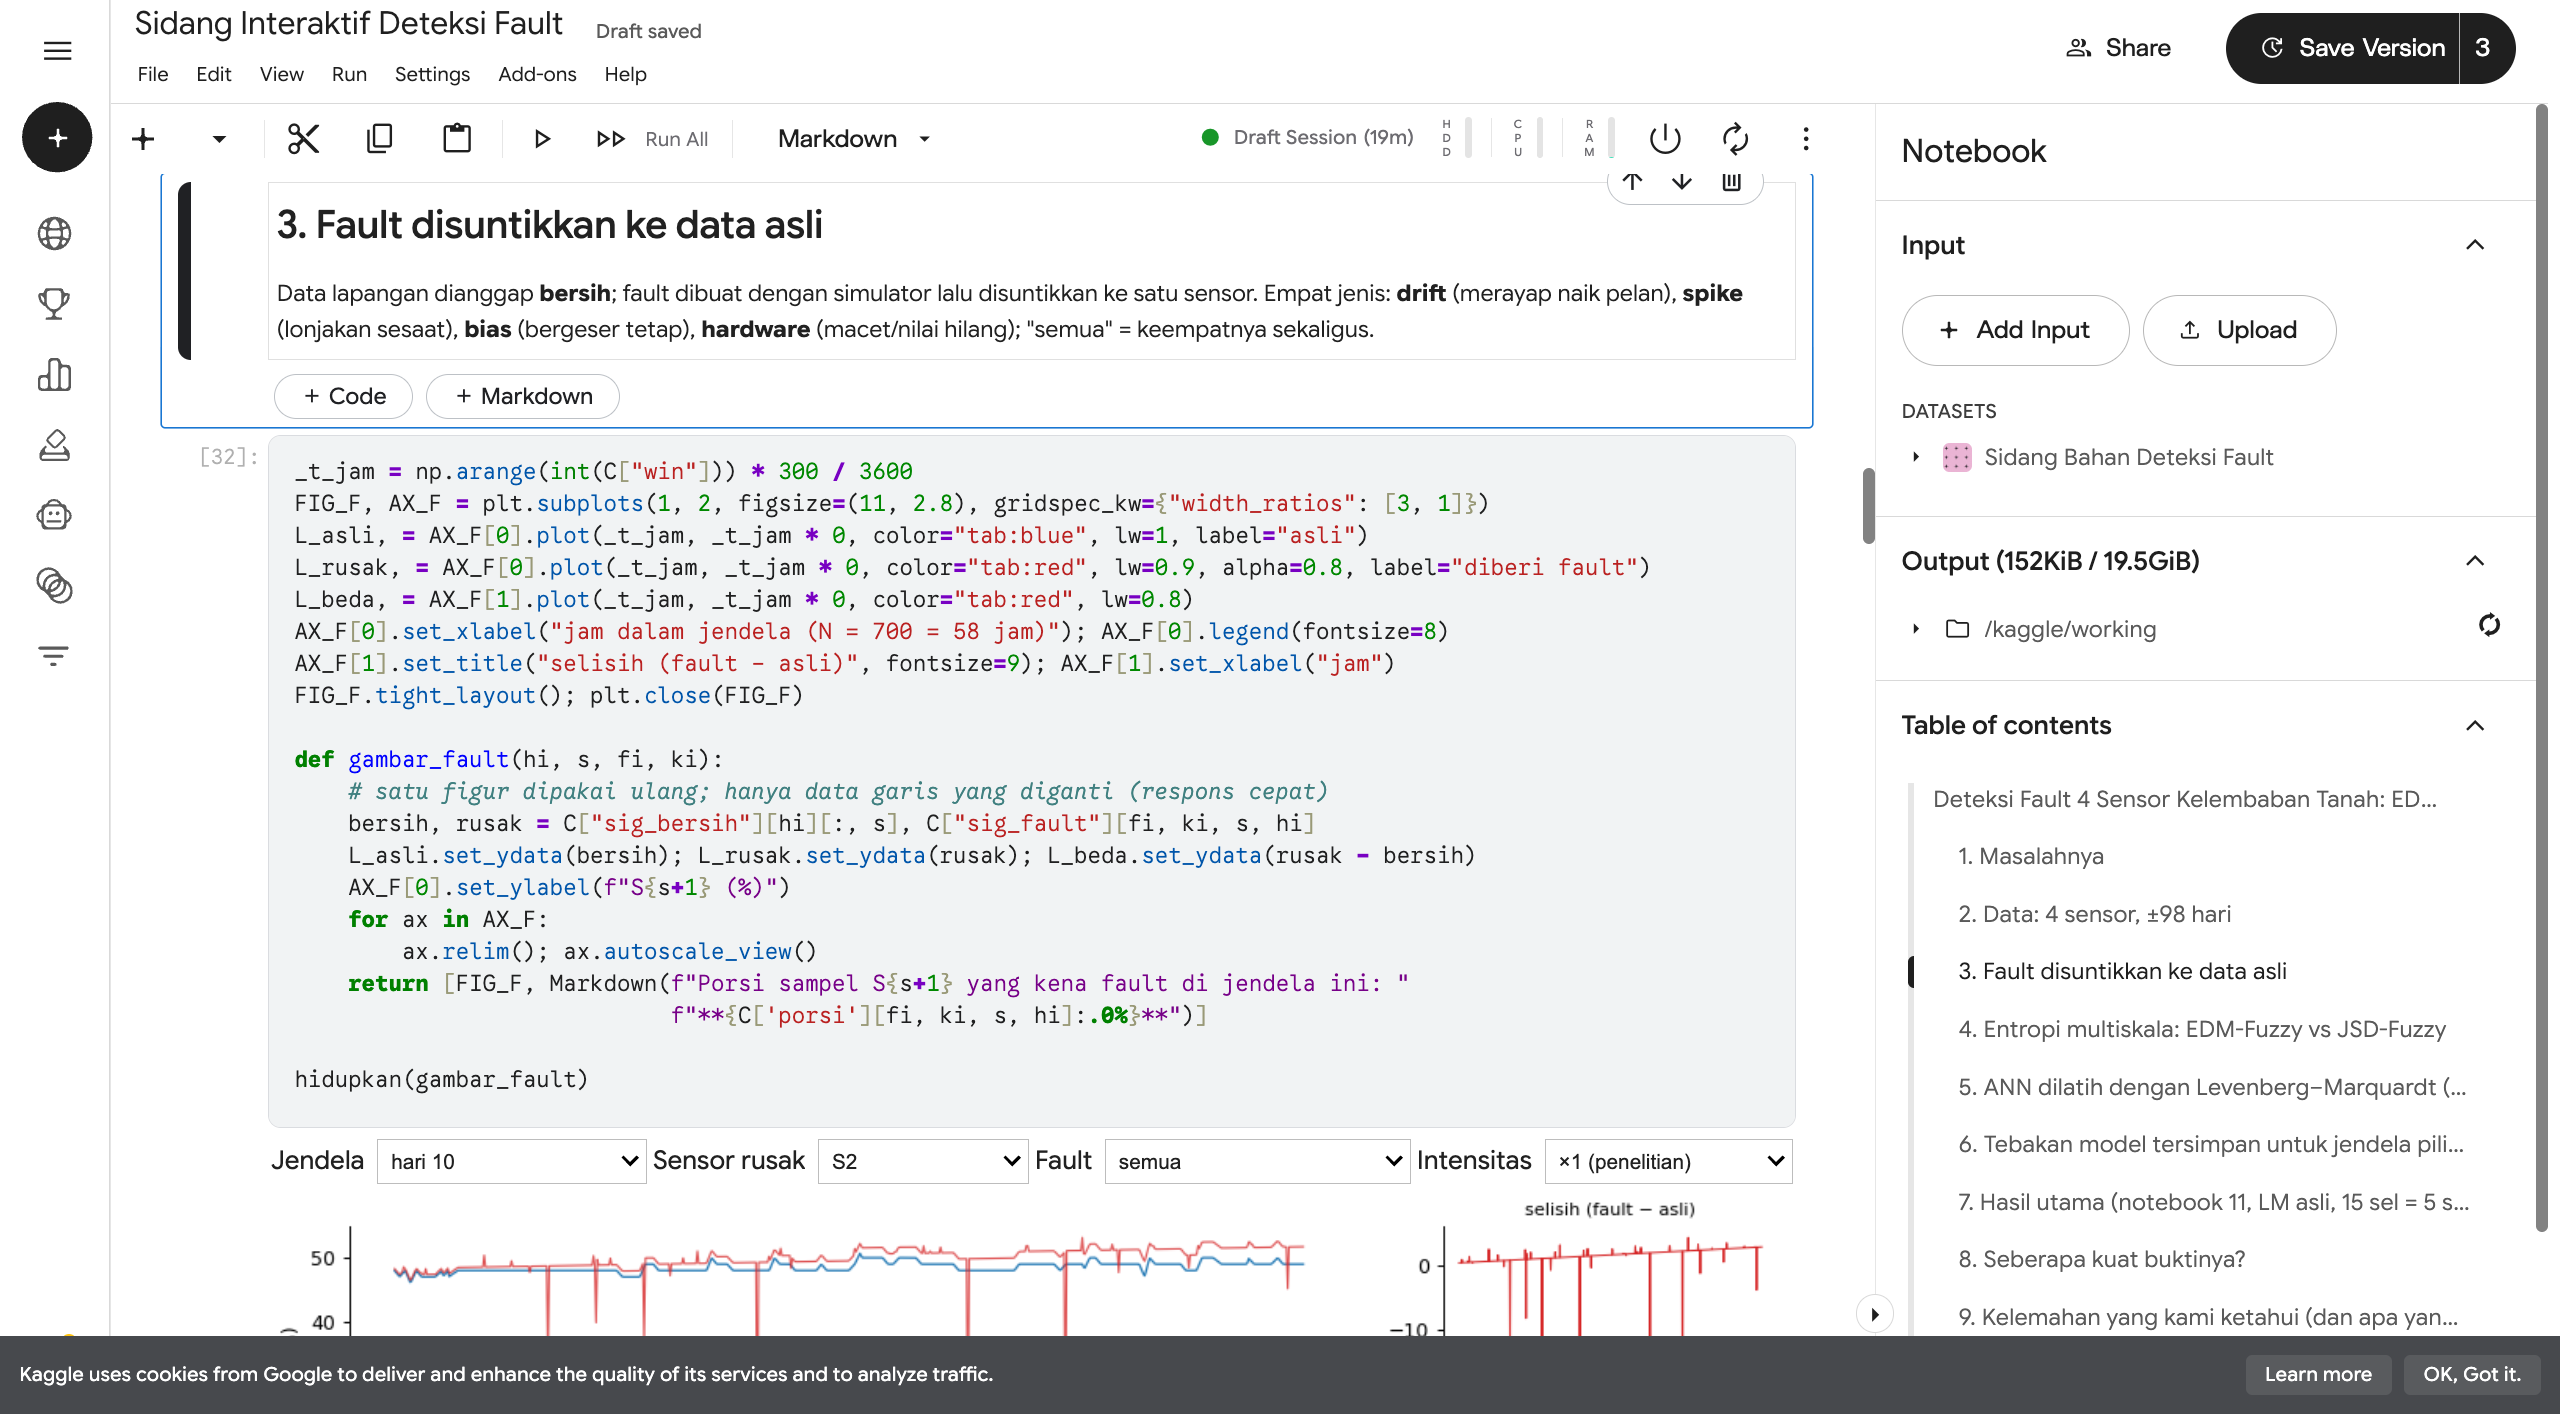 Sidang Interaktif Deteksi Fault
Draft saved
File Edit View Run Settings Add-ons Help
Share
Save Version 3
Run All
Markdown
Draft Session (19m)
HDD
CPU
RAM
3. Fault disuntikkan ke data asli
Data lapangan dianggap bersih; fault dibuat dengan simulator lalu disuntikkan ke satu sensor. Empat jenis: drift (merayap naik pelan), spike
(lonjakan sesaat), bias (bergeser tetap), hardware (macet/nilai hilang); "semua" = keempatnya sekaligus.
+ Code
+ Markdown
[32]:
_t_jam = np.arange(int(C["win"])) * 300 / 3600
FIG_F, AX_F = plt.subplots(1, 2, figsize=(11, 2.8), gridspec_kw={"width_ratios": [3, 1]})
L_asli, = AX_F[0].plot(_t_jam, _t_jam * 0, color="tab:blue", lw=1, label="asli")
L_rusak, = AX_F[0].plot(_t_jam, _t_jam * 0, color="tab:red", lw=0.9, alpha=0.8, label="diberi fault")
L_beda, = AX_F[1].plot(_t_jam, _t_jam * 0, color="tab:red", lw=0.8)
AX_F[0].set_xlabel("jam dalam jendela (N = 700 = 58 jam)"); AX_F[0].legend(fontsize=8)
AX_F[1].set_title("selisih (fault − asli)", fontsize=9); AX_F[1].set_xlabel("jam")
FIG_F.tight_layout(); plt.close(FIG_F)
def gambar_fault(hi, s, fi, ki):
    # satu figur dipakai ulang; hanya data garis yang diganti (respons cepat)
    bersih, rusak = C["sig_bersih"][hi][:, s], C["sig_fault"][fi, ki, s, hi]
    L_asli.set_ydata(bersih); L_rusak.set_ydata(rusak); L_beda.set_ydata(rusak - bersih)
    AX_F[0].set_ylabel(f"S{s+1} (%)")
    for ax in AX_F:
        ax.relim(); ax.autoscale_view()
    return [FIG_F, Markdown(f"Porsi sampel S{s+1} yang kena fault di jendela ini: "
                            f"**{C['porsi'][fi, ki, s, hi]:.0%}**")]
hidupkan(gambar_fault)
Jendela hari 10 Sensor rusak S2 Fault semua Intensitas ×1 (penelitian)
selisih (fault − asli)
50
0
40
−10
Notebook
Input
+ Add Input
Upload
DATASETS
Sidang Bahan Deteksi Fault
Output (152KiB / 19.5GiB)
/kaggle/working
Table of contents
Deteksi Fault 4 Sensor Kelembaban Tanah: ED...
1. Masalahnya
2. Data: 4 sensor, ±98 hari
3. Fault disuntikkan ke data asli
4. Entropi multiskala: EDM-Fuzzy vs JSD-Fuzzy
5. ANN dilatih dengan Levenberg–Marquardt (...
6. Tebakan model tersimpan untuk jendela pili...
7. Hasil utama (notebook 11, LM asli, 15 sel = 5 s...
8. Seberapa kuat buktinya?
9. Kelemahan yang kami ketahui (dan apa yan...
Kaggle uses cookies from Google to deliver and enhance the quality of its services and to analyze traffic.
Learn more
OK, Got it.